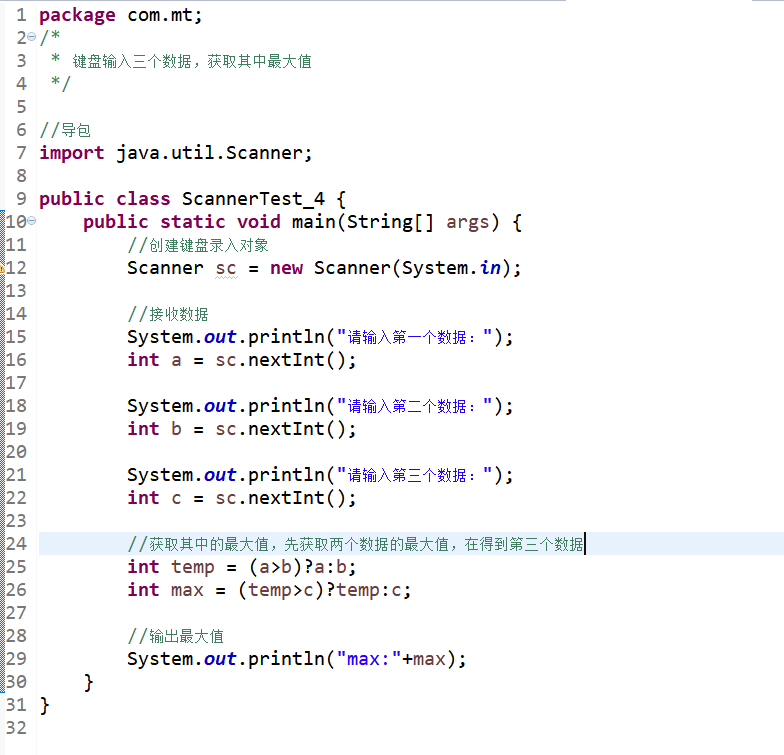 1 package com.mt;
2 /*
3  * 键盘输入三个数据，获取其中最大值
4  */
5
6 //导包
7 import java.util.Scanner;
8
9 public class ScannerTest_4 {
10     public static void main(String[] args) {
11         //创建键盘录入对象
12         Scanner sc = new Scanner(System.in);
13
14         //接收数据
15         System.out.println("请输入第一个数据：");
16         int a = sc.nextInt();
17
18         System.out.println("请输入第二个数据：");
19         int b = sc.nextInt();
20
21         System.out.println("请输入第三个数据：");
22         int c = sc.nextInt();
23
24         //获取其中的最大值，先获取两个数据的最大值，在得到第三个数据
25         int temp = (a>b)?a:b;
26         int max = (temp>c)?temp:c;
27
28         //输出最大值
29         System.out.println("max:"+max);
30     }
31 }
32